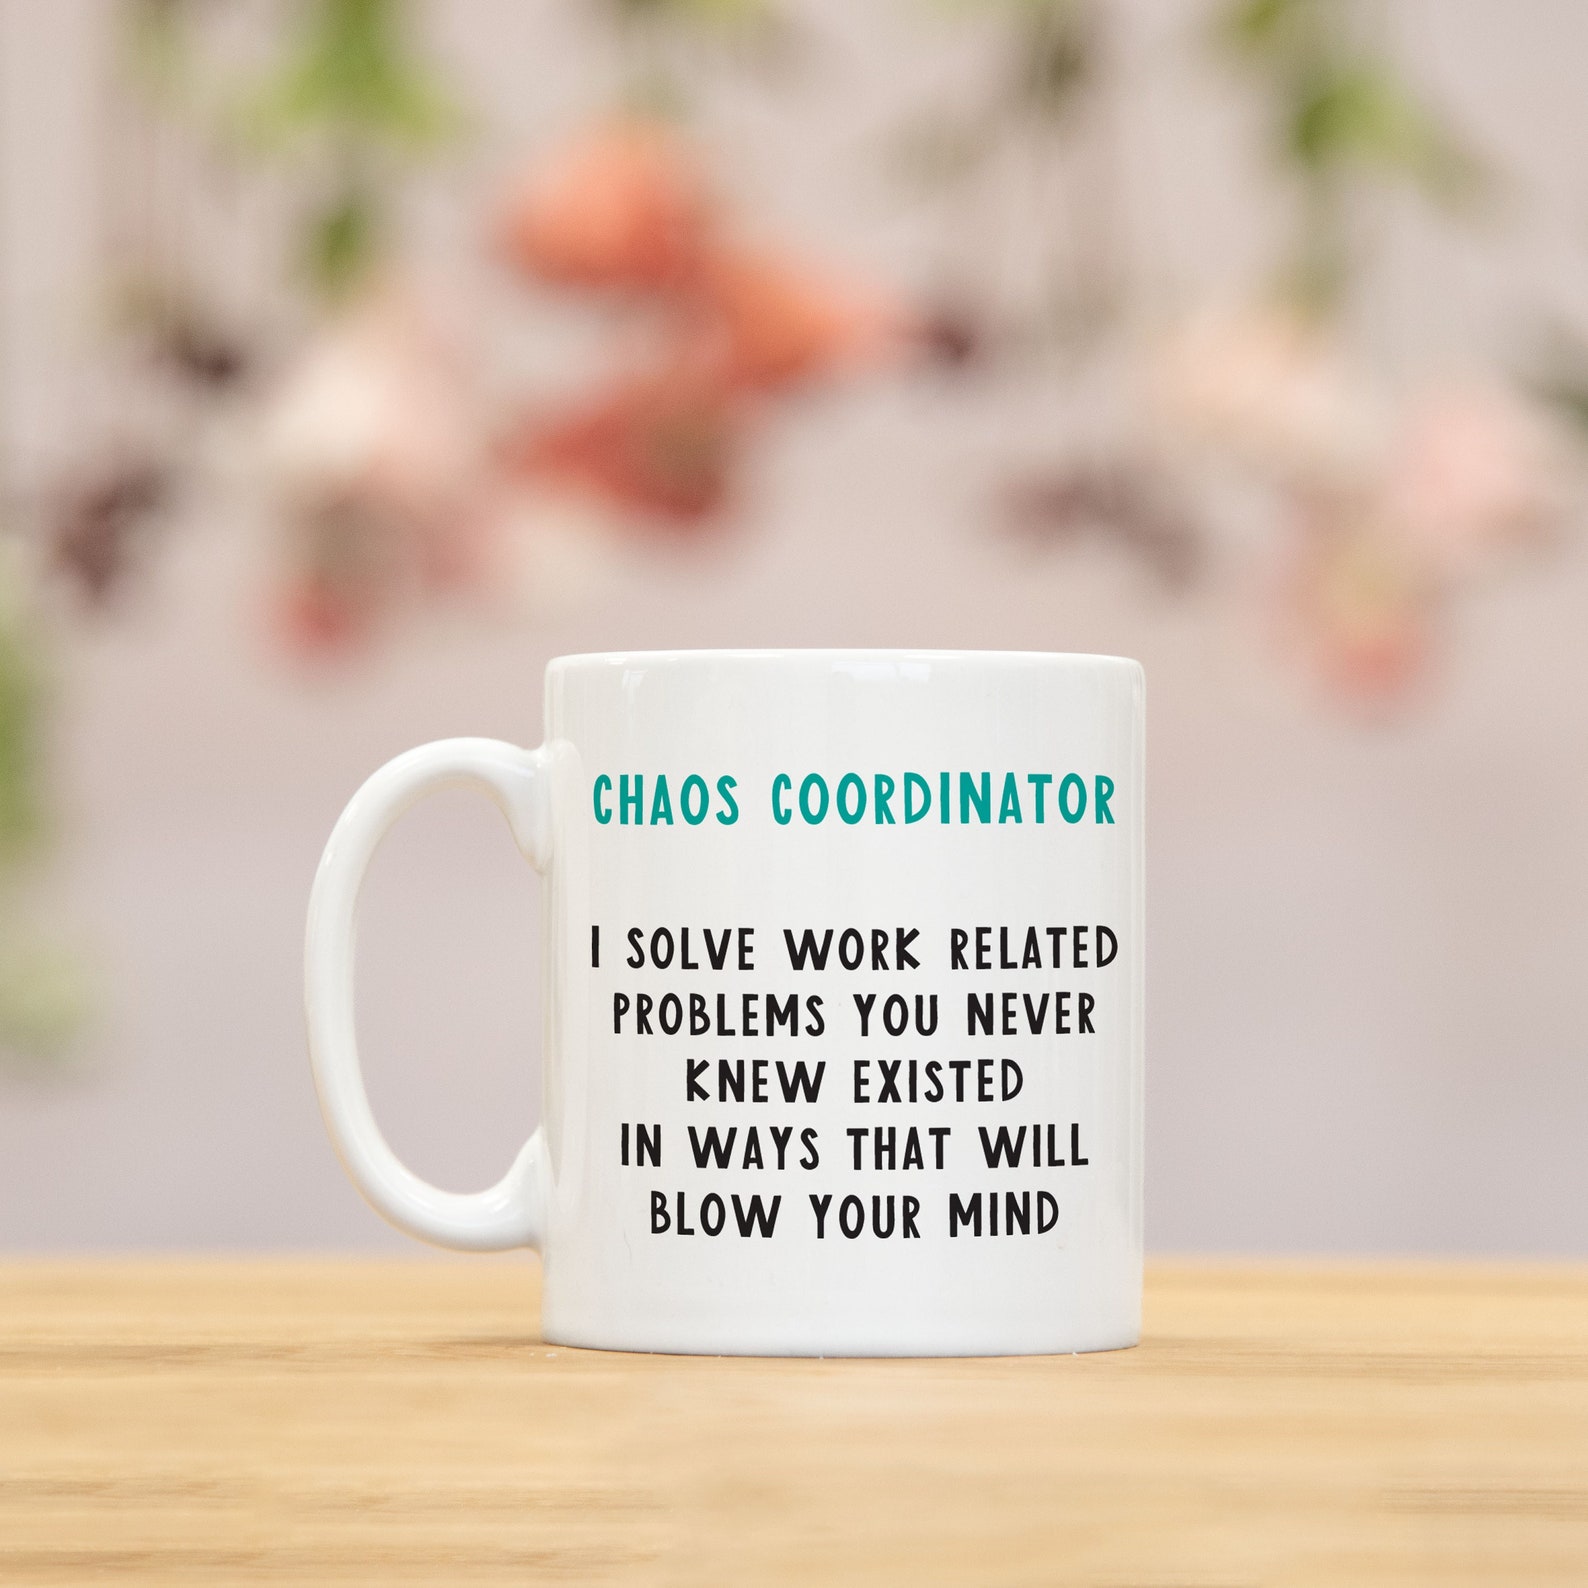 CHAOS COORDINATOR
I SOLVE WORK RELATED
PROBLEMS YOU NEVER
KNEW EXISTED
IN WAYS THAT WILL
BLOW YOUR MIND